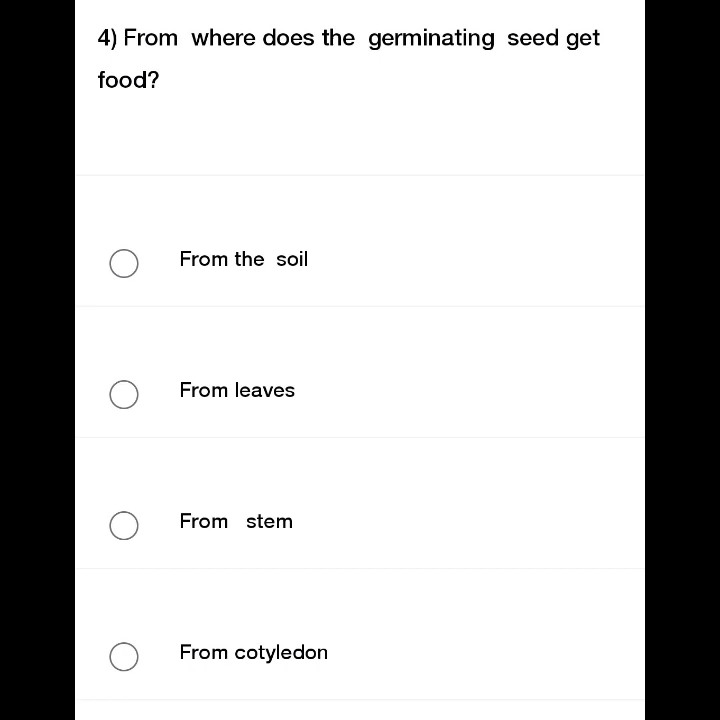 4) From where does the germinating seed get
food?
From the soil
From leaves
From stem
From cotyledon